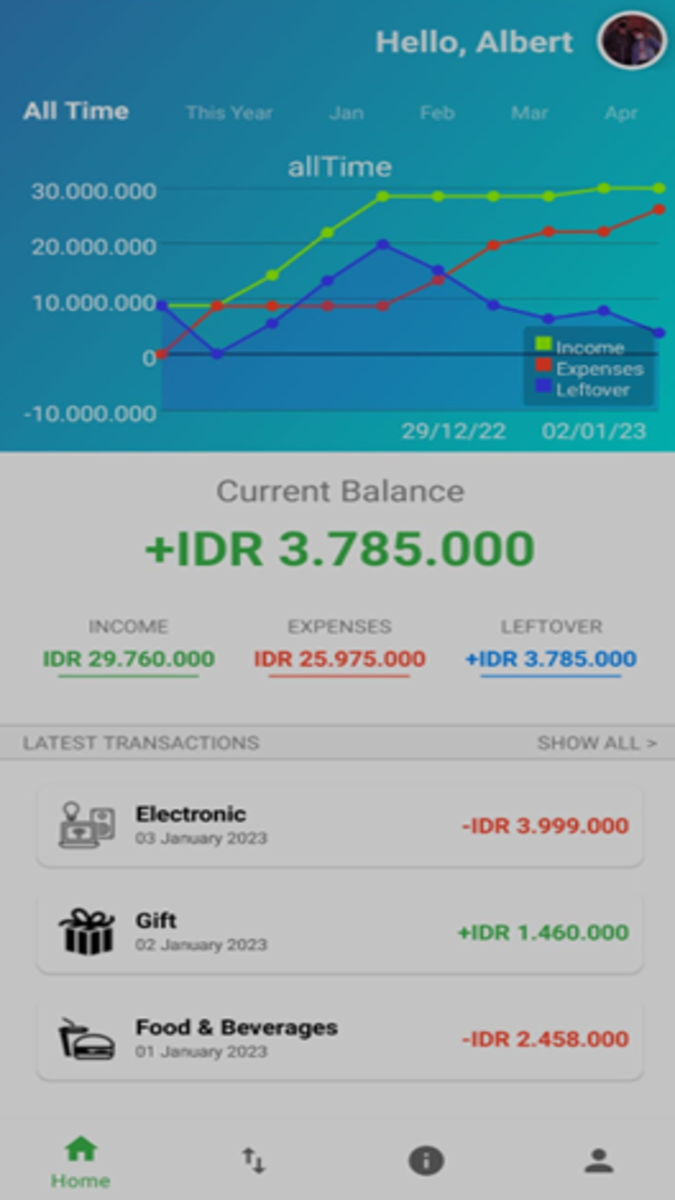 Hello, Albert
All Time This Year Jan Feb Mar Apr
allTime
30.000.000
20.000.000
10.000.000
0
-10.000.000
Income
Expenses
Leftover
29/12/22 02/01/23
Current Balance
+IDR 3.785.000
INCOME EXPENSES LEFTOVER
IDR 29.760.000 IDR 25.975.000 +IDR 3.785.000
LATEST TRANSACTIONS SHOW ALL >
Electronic
03 January 2023
-IDR 3.999.000
Gift
02 January 2023
+IDR 1.460.000
Food & Beverages
01 January 2023
-IDR 2.458.000
Home